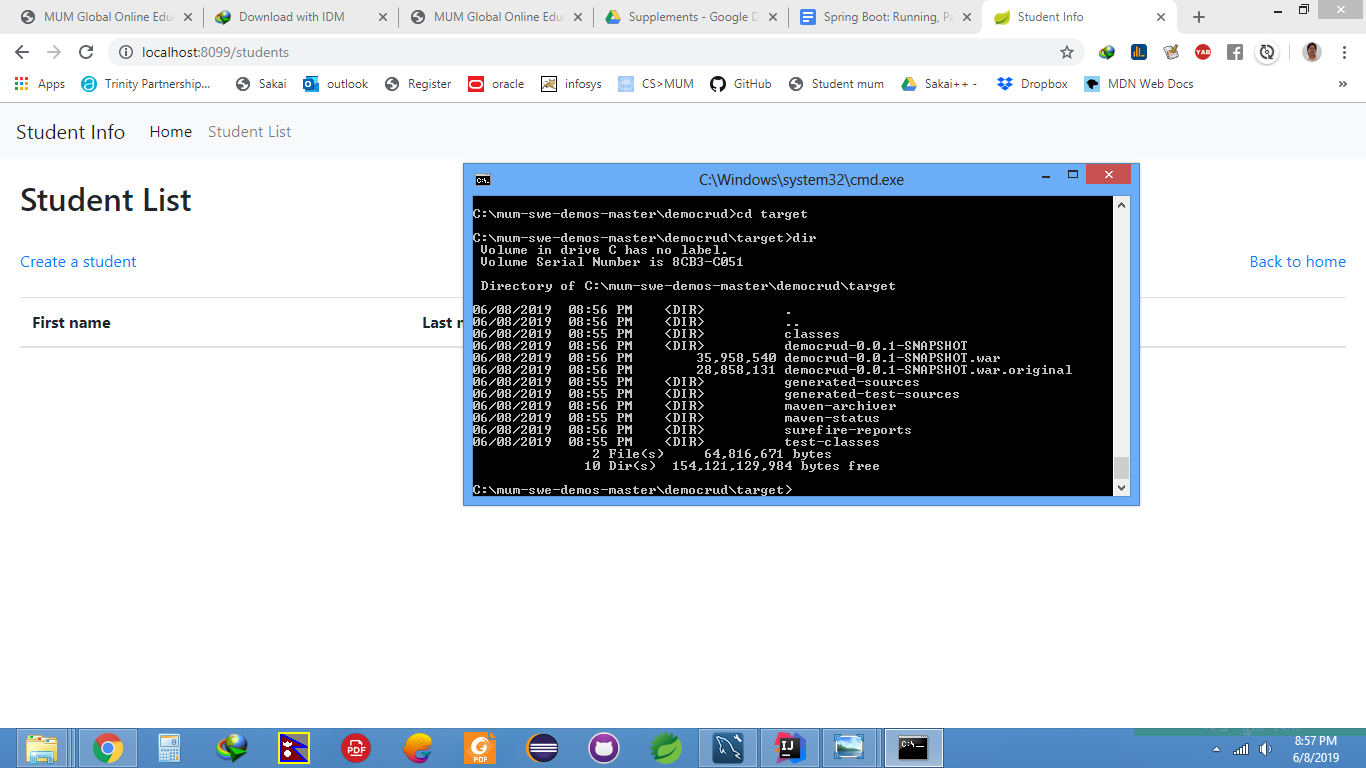 MUM Global Online Edu
Download with IDM
MUM Global Online Edu
Supplements - Google D
Spring Boot: Running, Pa
Student Info
localhost:8099/students
YAB
Apps
Trinity Partnership...
Sakai
outlook
Register
oracle
infosys
CS>MUM
GitHub
Student mum
Sakai++ -
Dropbox
MDN Web Docs
»
Student Info
Home
Student List
Student List
Create a student
Back to home
First name
Last
C:\Windows\system32\cmd.exe
C:\mum-swe-demos-master\democrud>cd target
C:\mum-swe-demos-master\democrud\target>dir
Volume in drive C has no label.
Volume Serial Number is 8CB3-C051
Directory of C:\mum-swe-demos-master\democrud\target
06/08/2019 08:56 PM <DIR> .
06/08/2019 08:56 PM <DIR> ..
06/08/2019 08:55 PM <DIR> classes
06/08/2019 08:56 PM <DIR> democrud-0.0.1-SNAPSHOT
06/08/2019 08:56 PM 35,958,540 democrud-0.0.1-SNAPSHOT.war
06/08/2019 08:56 PM 28,858,131 democrud-0.0.1-SNAPSHOT.war.original
06/08/2019 08:55 PM <DIR> generated-sources
06/08/2019 08:55 PM <DIR> generated-test-sources
06/08/2019 08:56 PM <DIR> maven-archiver
06/08/2019 08:55 PM <DIR> maven-status
06/08/2019 08:56 PM <DIR> surefire-reports
06/08/2019 08:55 PM <DIR> test-classes
2 File(s) 64,816,671 bytes
10 Dir(s) 154,121,129,984 bytes free
C:\mum-swe-demos-master\democrud\target>
PDF
PDF
IJ
C:\
8:57 PM
6/8/2019